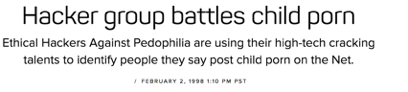 Hacker group battles child porn
Ethical Hackers Against Pedophilia are using their high-tech cracking
talents to identify people they say post child porn on the Net.
/ FEBRUARY 2, 1998 1:10 PM PST